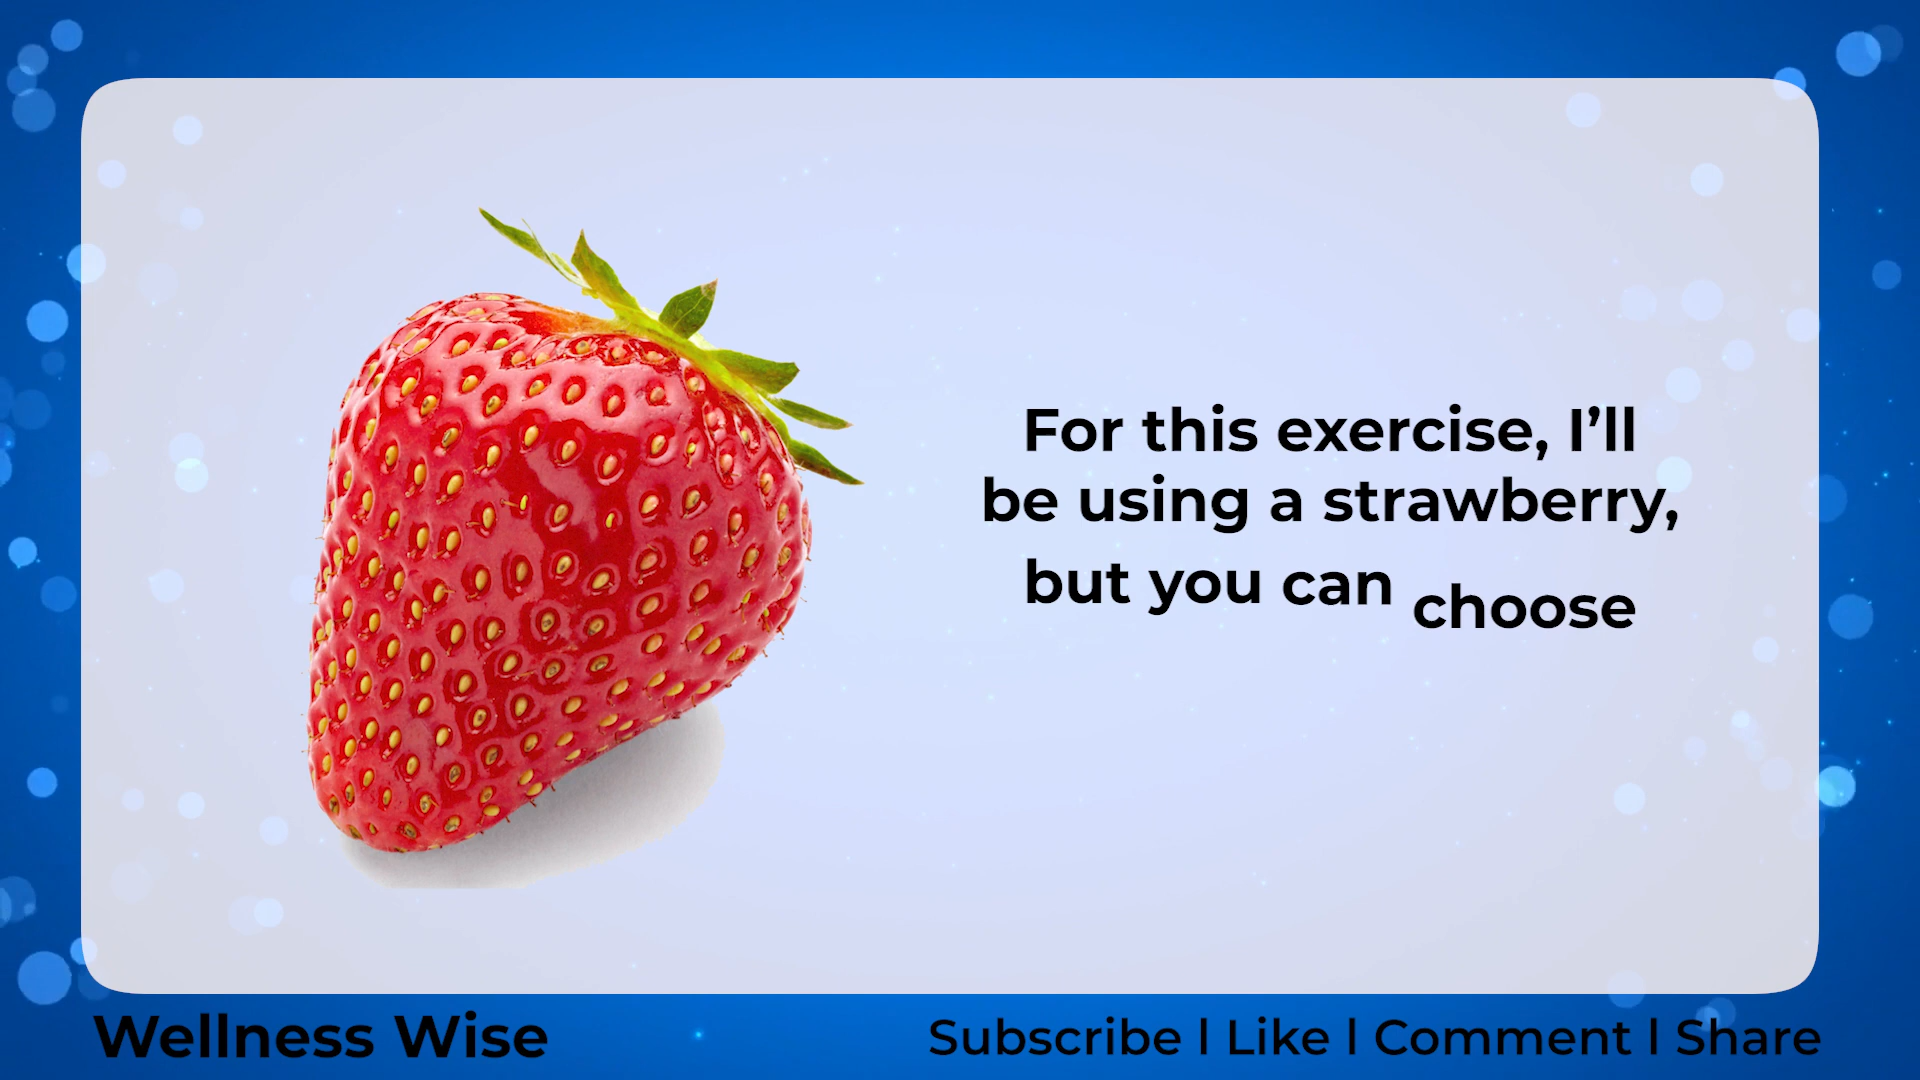 For this exercise, I’ll
be using a strawberry,
but you can choose
Wellness Wise
Subscribe l Like l Comment l Share